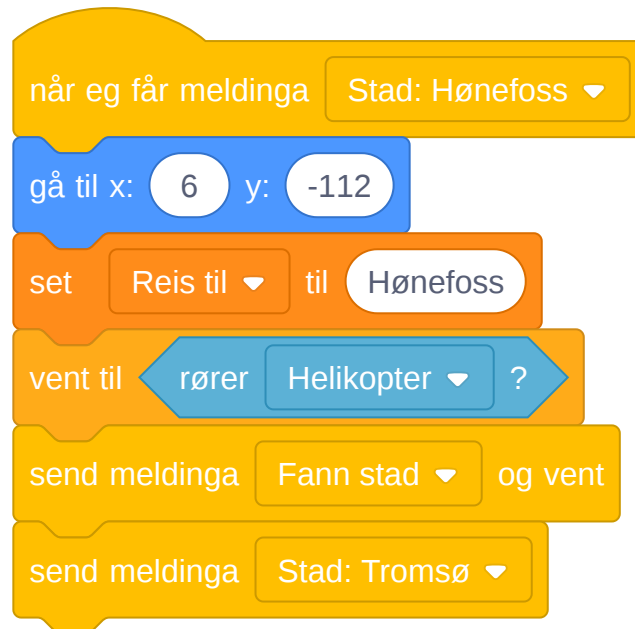 når eg får meldinga Stad: Hønefoss
gå til x: 6 y: -112
set Reis til til Hønefoss
vent til rører Helikopter ?
send meldinga Fann stad og vent
send meldinga Stad: Tromsø